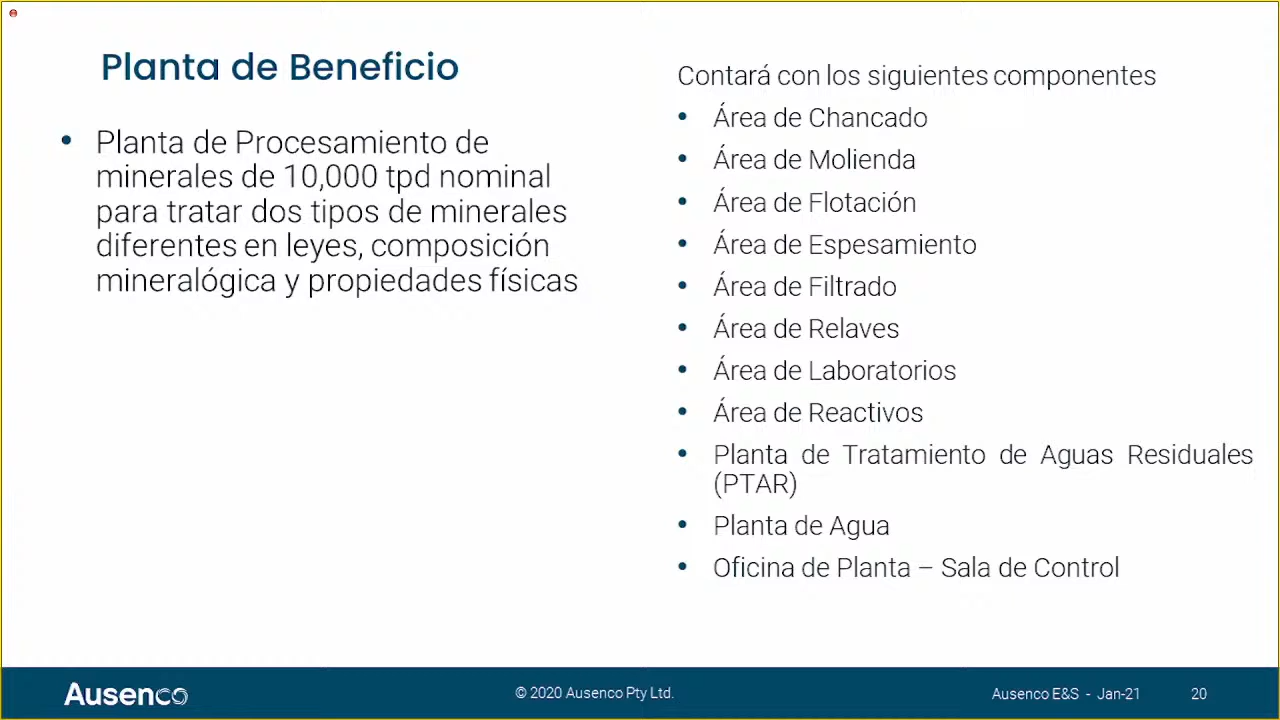 Planta de Beneficio
• Planta de Procesamiento de
minerales de 10,000 tpd nominal
para tratar dos tipos de minerales
diferentes en leyes, composición
mineralógica y propiedades físicas
Contará con los siguientes componentes
• Área de Chancado
• Área de Molienda
• Área de Flotación
• Área de Espesamiento
• Área de Filtrado
• Área de Relaves
• Área de Laboratorios
• Área de Reactivos
• Planta de Tratamiento de Aguas Residuales
(PTAR)
• Planta de Agua
• Oficina de Planta – Sala de Control
Ausenco
© 2020 Ausenco Pty Ltd.
Ausenco E&S - Jan-21
20